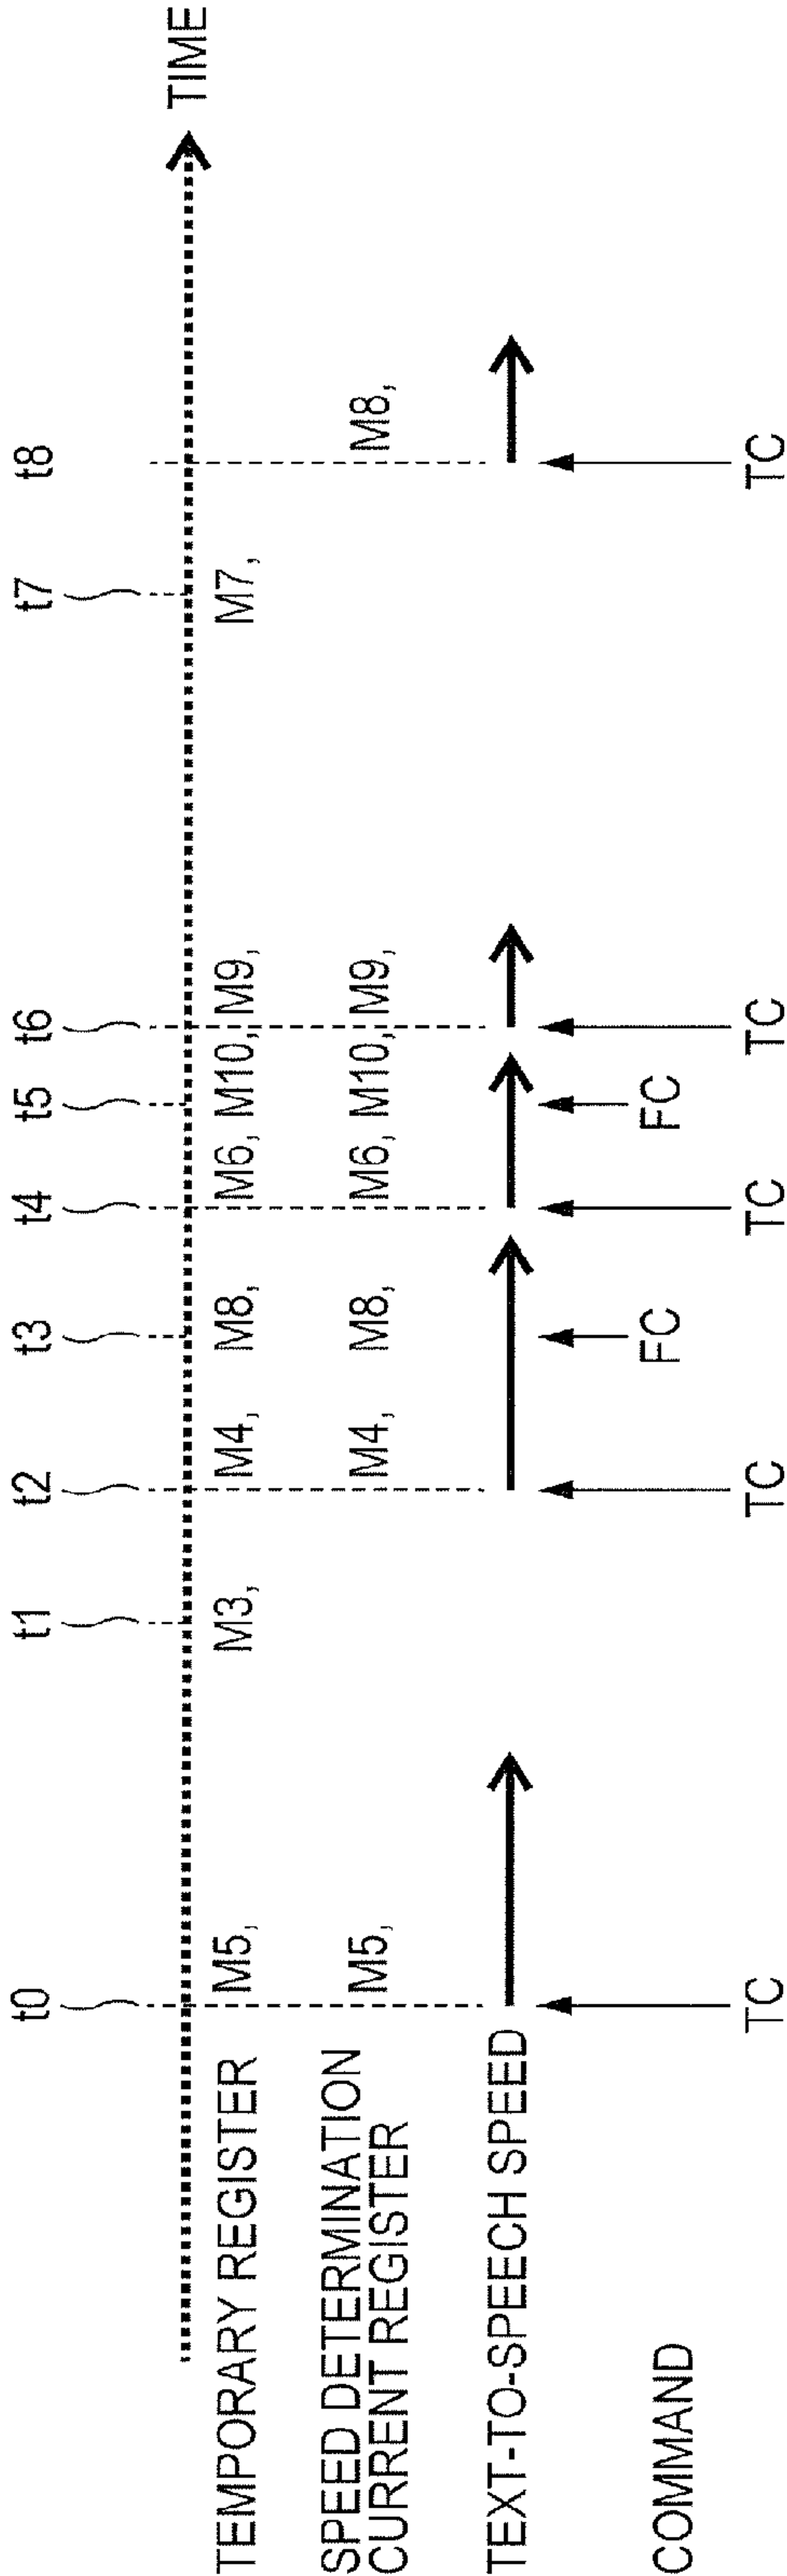 t0 t1 t2 t3 t4 t5 t6 t7 t8
TIME
TEMPORARY REGISTER M5, M3, M4, M8, M6, M10, M9, M7,
SPEED DETERMINATION
CURRENT REGISTER M5, M4, M8, M6, M10, M9, M8,
TEXT-TO-SPEECH SPEED
COMMAND FC FC
TC TC TC TC TC